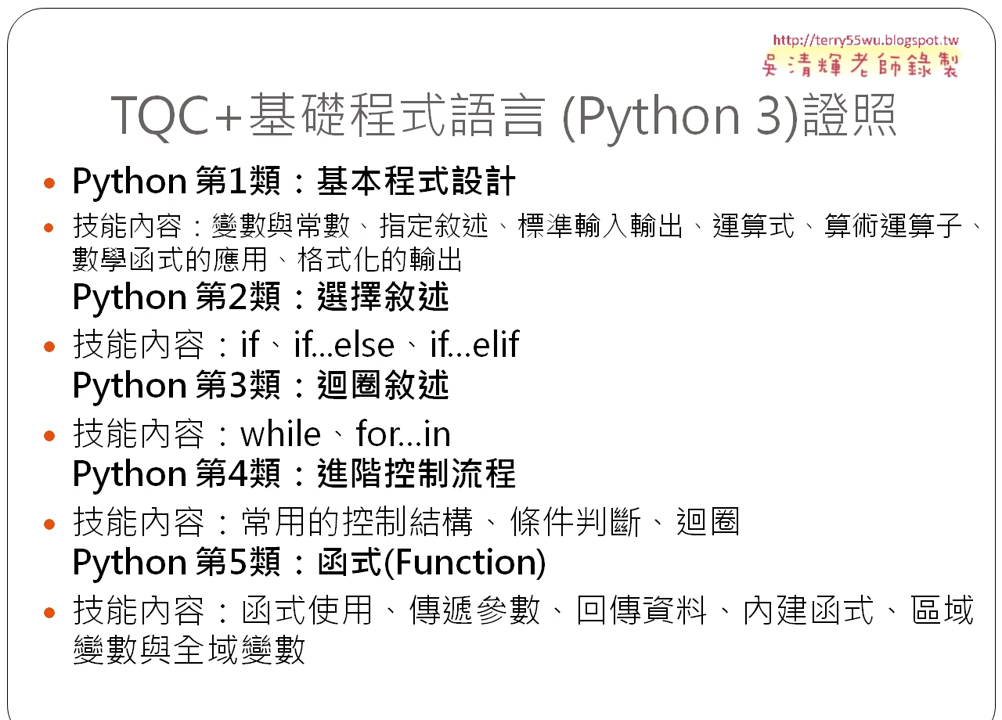 http://terry55wu.blogspot.tw
吳清輝老師錄製
TQC+基礎程式語言 (Python 3)證照
• Python 第1類：基本程式設計
• 技能內容：變數與常數、指定敘述、標準輸入輸出、運算式、算術運算子、
數學函式的應用、格式化的輸出
Python 第2類：選擇敘述
• 技能內容：if、if...else、if...elif
Python 第3類：迴圈敘述
• 技能內容：while、for...in
Python 第4類：進階控制流程
• 技能內容：常用的控制結構、條件判斷、迴圈
Python 第5類：函式(Function)
• 技能內容：函式使用、傳遞參數、回傳資料、內建函式、區域
變數與全域變數